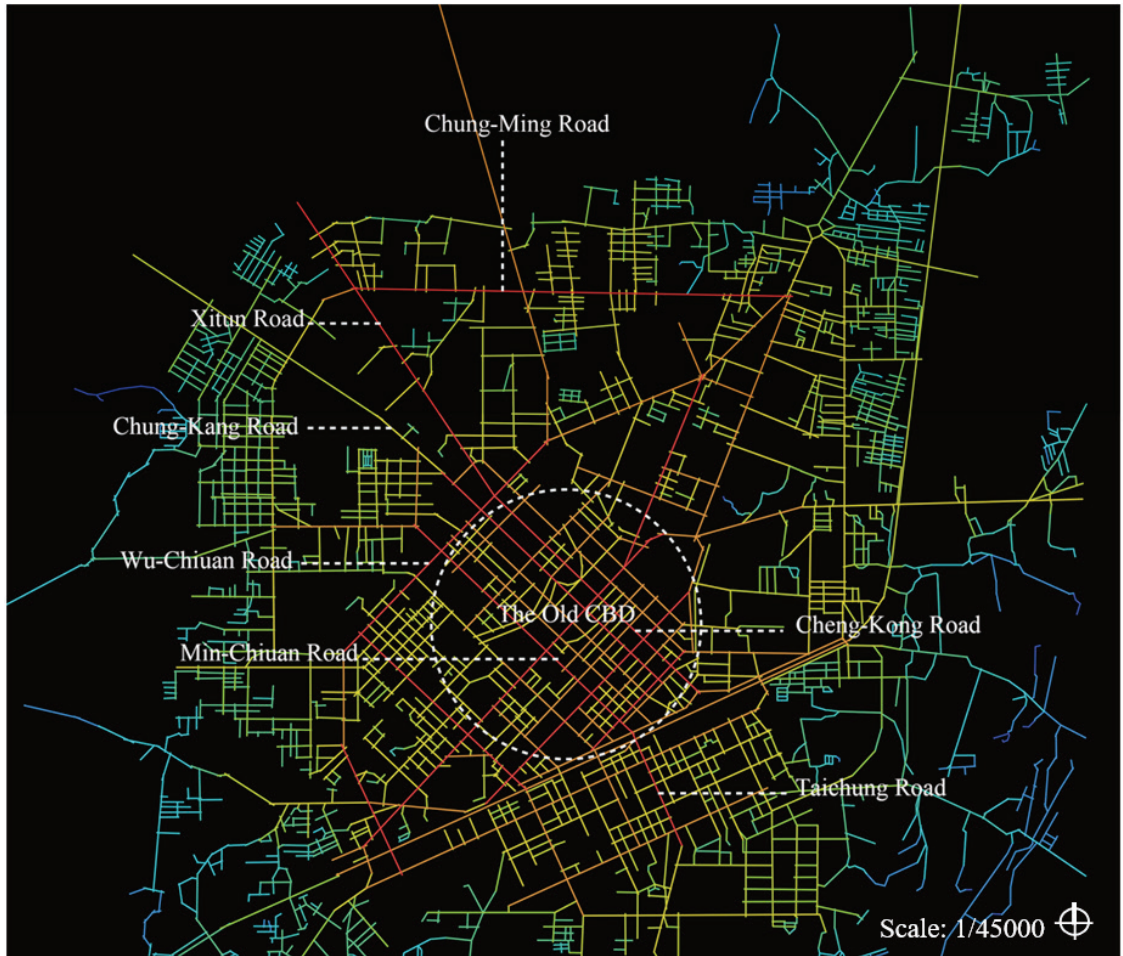 Chung-Ming Road
Xitun Road
Chung-Kang Road
Wu-Chiuan Road
The Old CBD
Cheng-Kong Road
Min-Chiuan Road
Taichung Road
Scale: 1/45000